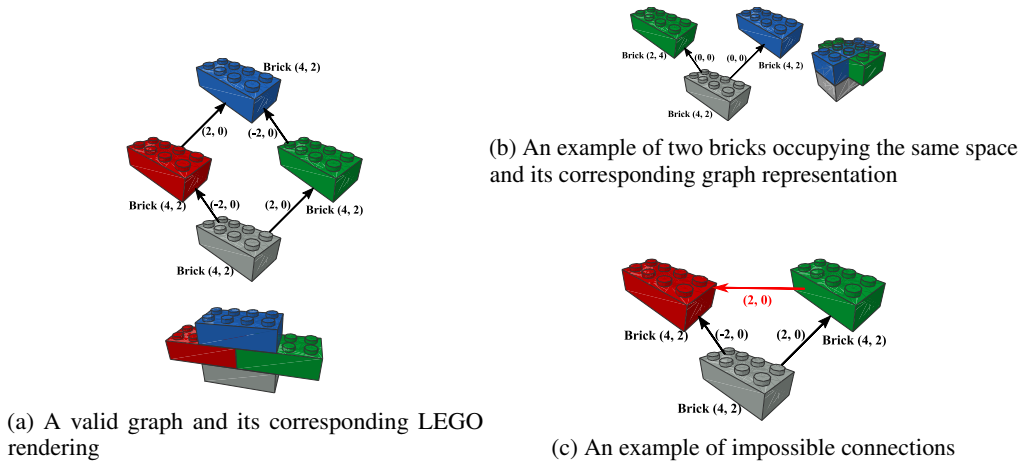 Brick (4, 2)
(2, 0)
(-2, 0)
Brick (4, 2)
(-2, 0)
(2, 0)
Brick (4, 2)
Brick (4, 2)
(a) A valid graph and its corresponding LEGO
rendering
Brick (2, 4)
(0, 0)
(0, 0)
Brick (4, 2)
Brick (4, 2)
(b) An example of two bricks occupying the same space
and its corresponding graph representation
(2, 0)
Brick (4, 2)
(-2, 0)
(2, 0)
Brick (4, 2)
Brick (4, 2)
(c) An example of impossible connections